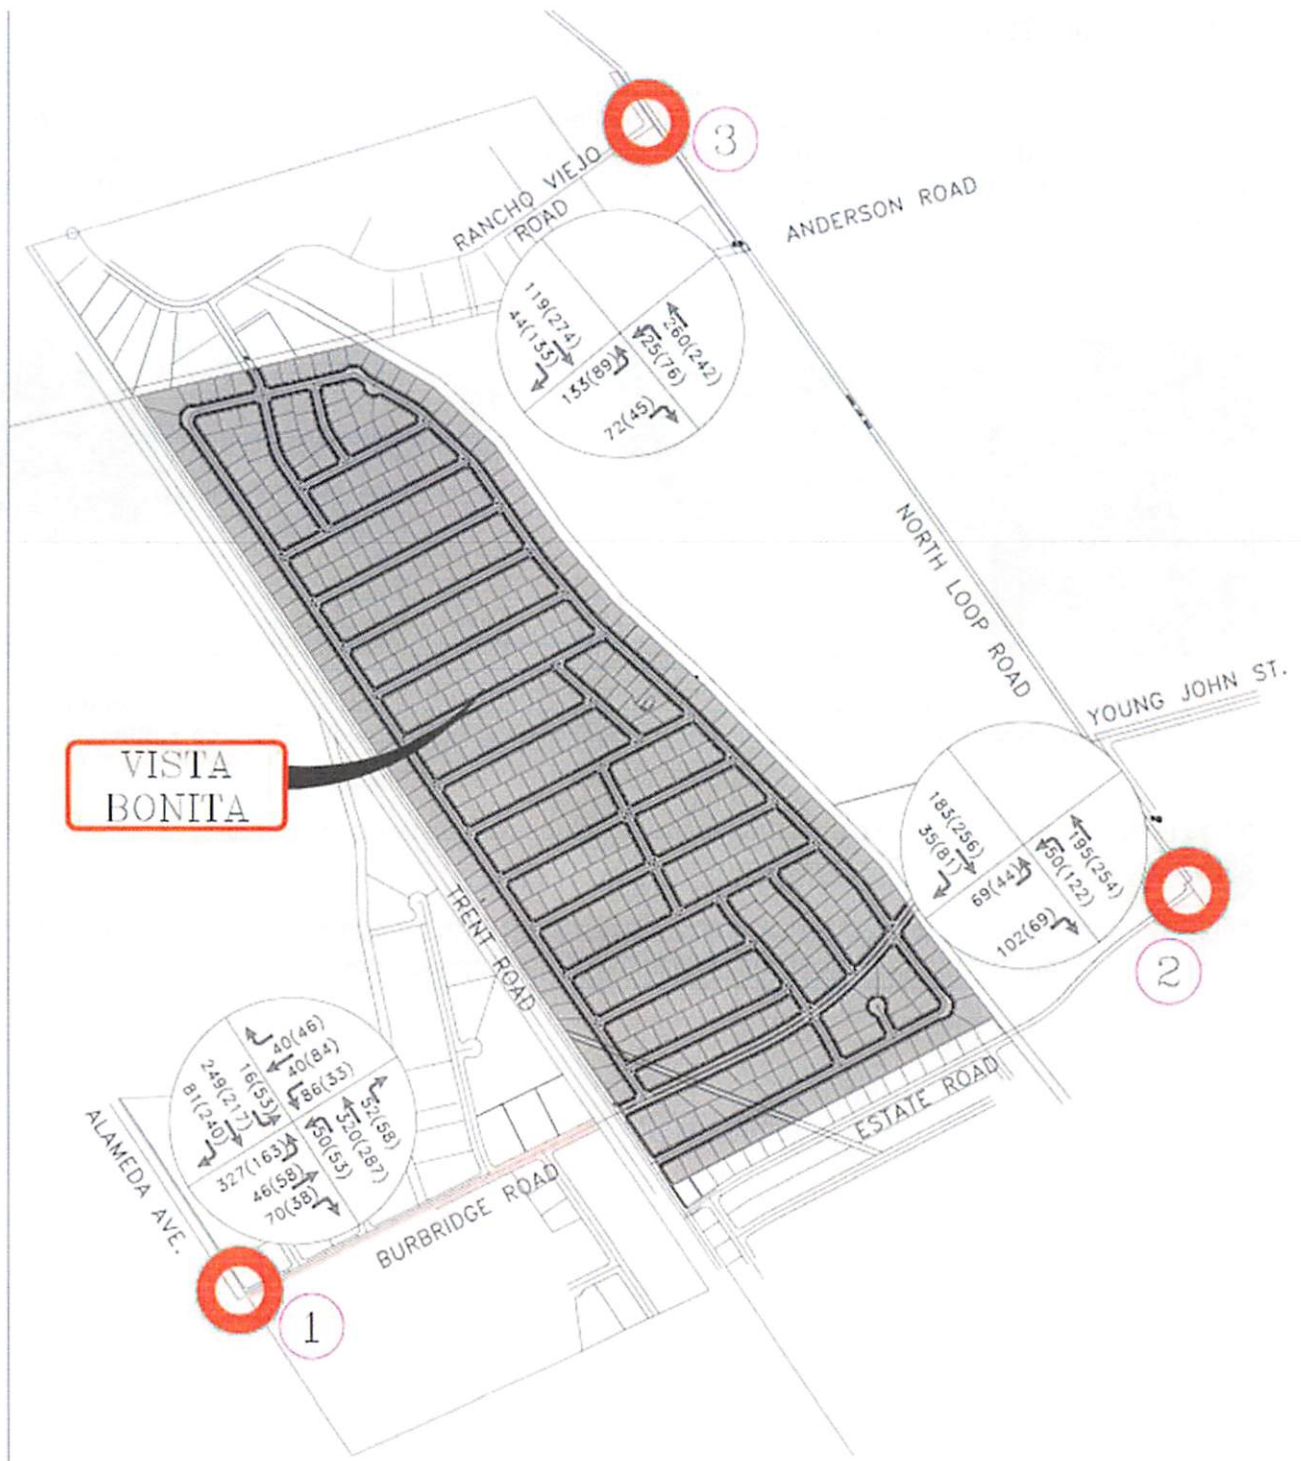 3
RANCHO VIEJO
ROAD
ANDERSON ROAD
119(274)
44(133)
260(242)
25(76)
133(89)
72(45)
NORTH LOOP ROAD
YOUNG JOHN ST.
VISTA
BONITA
183(256)
35(81)
195(254)
50(122)
69(44)
102(69)
2
TRENT ROAD
ESTATE ROAD
40(46)
40(84)
86(33)
16(53)
249(217)
81(240)
52(58)
320(287)
50(53)
327(163)
46(58)
70(38)
ALAMEDA AVE.
BURBRIDGE ROAD
1